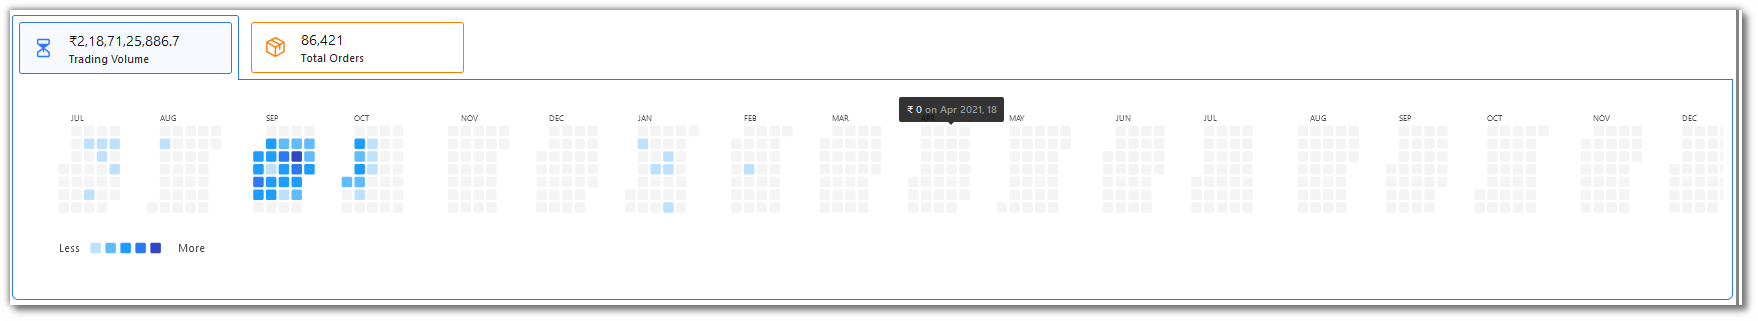 ₹2,18,71,25,886.7
Trading Volume
86,421
Total Orders
₹ 0 on Apr 2021, 18
JUL AUG SEP OCT NOV DEC JAN FEB MAR APR MAY JUN JUL AUG SEP OCT NOV DEC
Less More